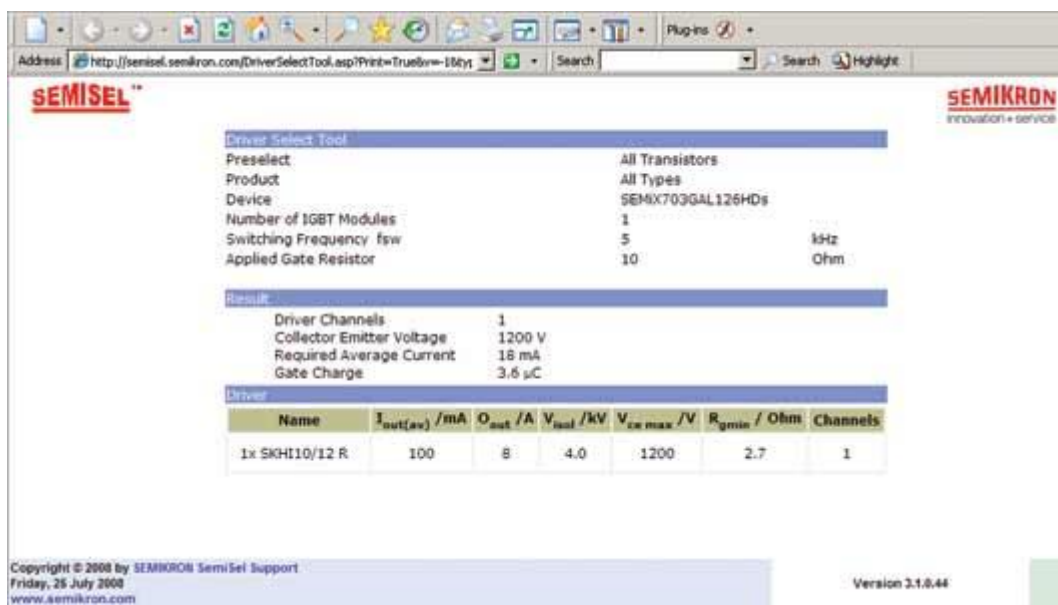 Plug-ins
Address http://semisel.semikron.com/DriverSelectTool.asp?Print=True&v=-16&typ Search Search Highlight
SEMISEL™
SEMIKRON
innovation + service
Driver Select Tool
Preselect All Transistors
Product All Types
Device SEMiX703GAL126HDs
Number of IGBT Modules 1
Switching Frequency fsw 5 kHz
Applied Gate Resistor 10 Ohm
Result
Driver Channels 1
Collector Emitter Voltage 1200 V
Required Average Current 18 mA
Gate Charge 3.6 µC
Driver
Name Iout(av) /mA Oout /A Visol /kV Vce max /V Rgmin / Ohm Channels
1x SKHI10/12 R 100 8 4.0 1200 2.7 1
Copyright © 2008 by SEMIKRON SemiSel Support
Friday, 25 July 2008
www.semikron.com
Version 3.1.0.44